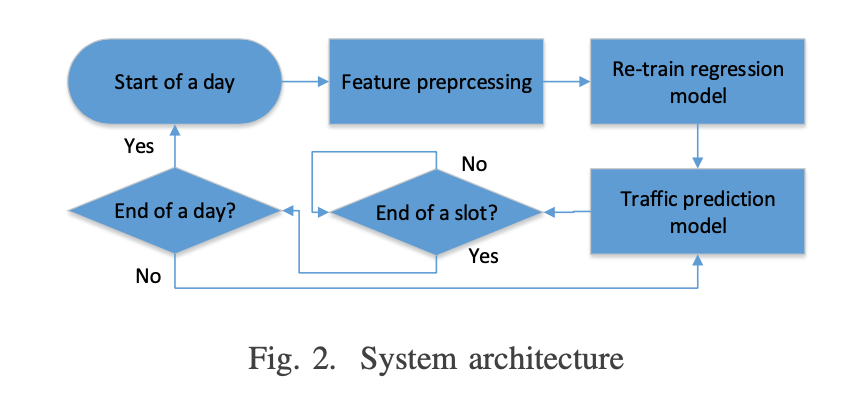 Start of a day
Feature preprcessing
Re-train regression
model
Yes
No
End of a day?
End of a slot?
Traffic prediction
model
Yes
No
Fig. 2. System architecture